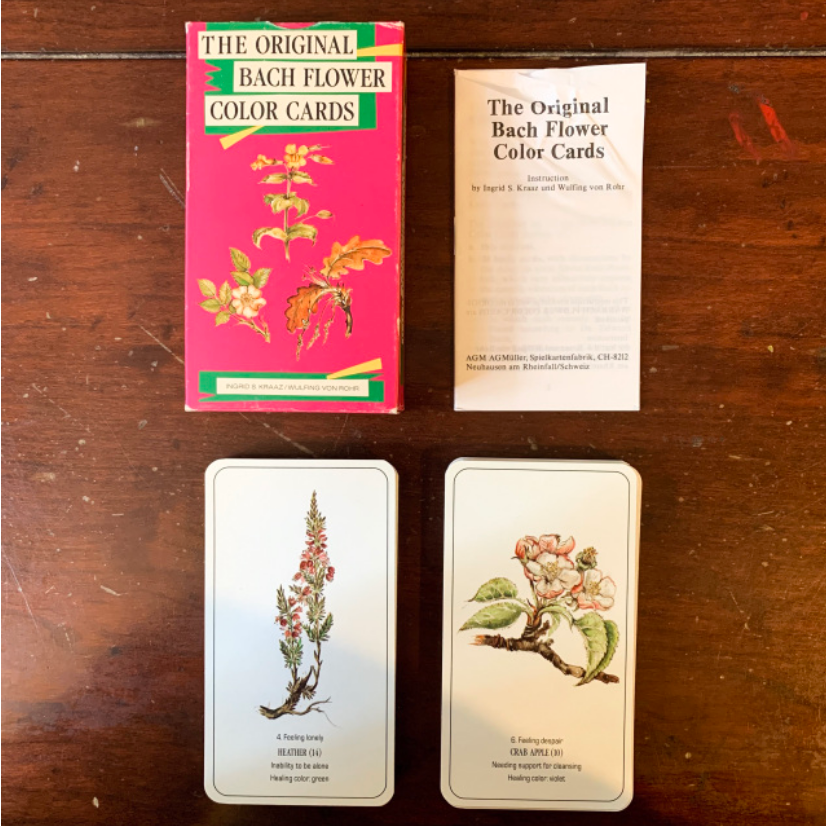 THE ORIGINAL
BACH FLOWER
COLOR CARDS
INGRID S. KRAAZ / WULFING VON ROHR
The Original
Bach Flower
Color Cards
Instruction
by Ingrid S. Kraaz und Wulfing von Rohr
AGM AGMüller, Spielkartenfabrik, CH-8212
Neuhausen am Rheinfall/Schweiz
4. Feeling lonely
HEATHER (14)
Inability to be alone
Healing color: green
6. Feeling despair
CRAB APPLE (10)
Needing support for cleansing
Healing color: violet